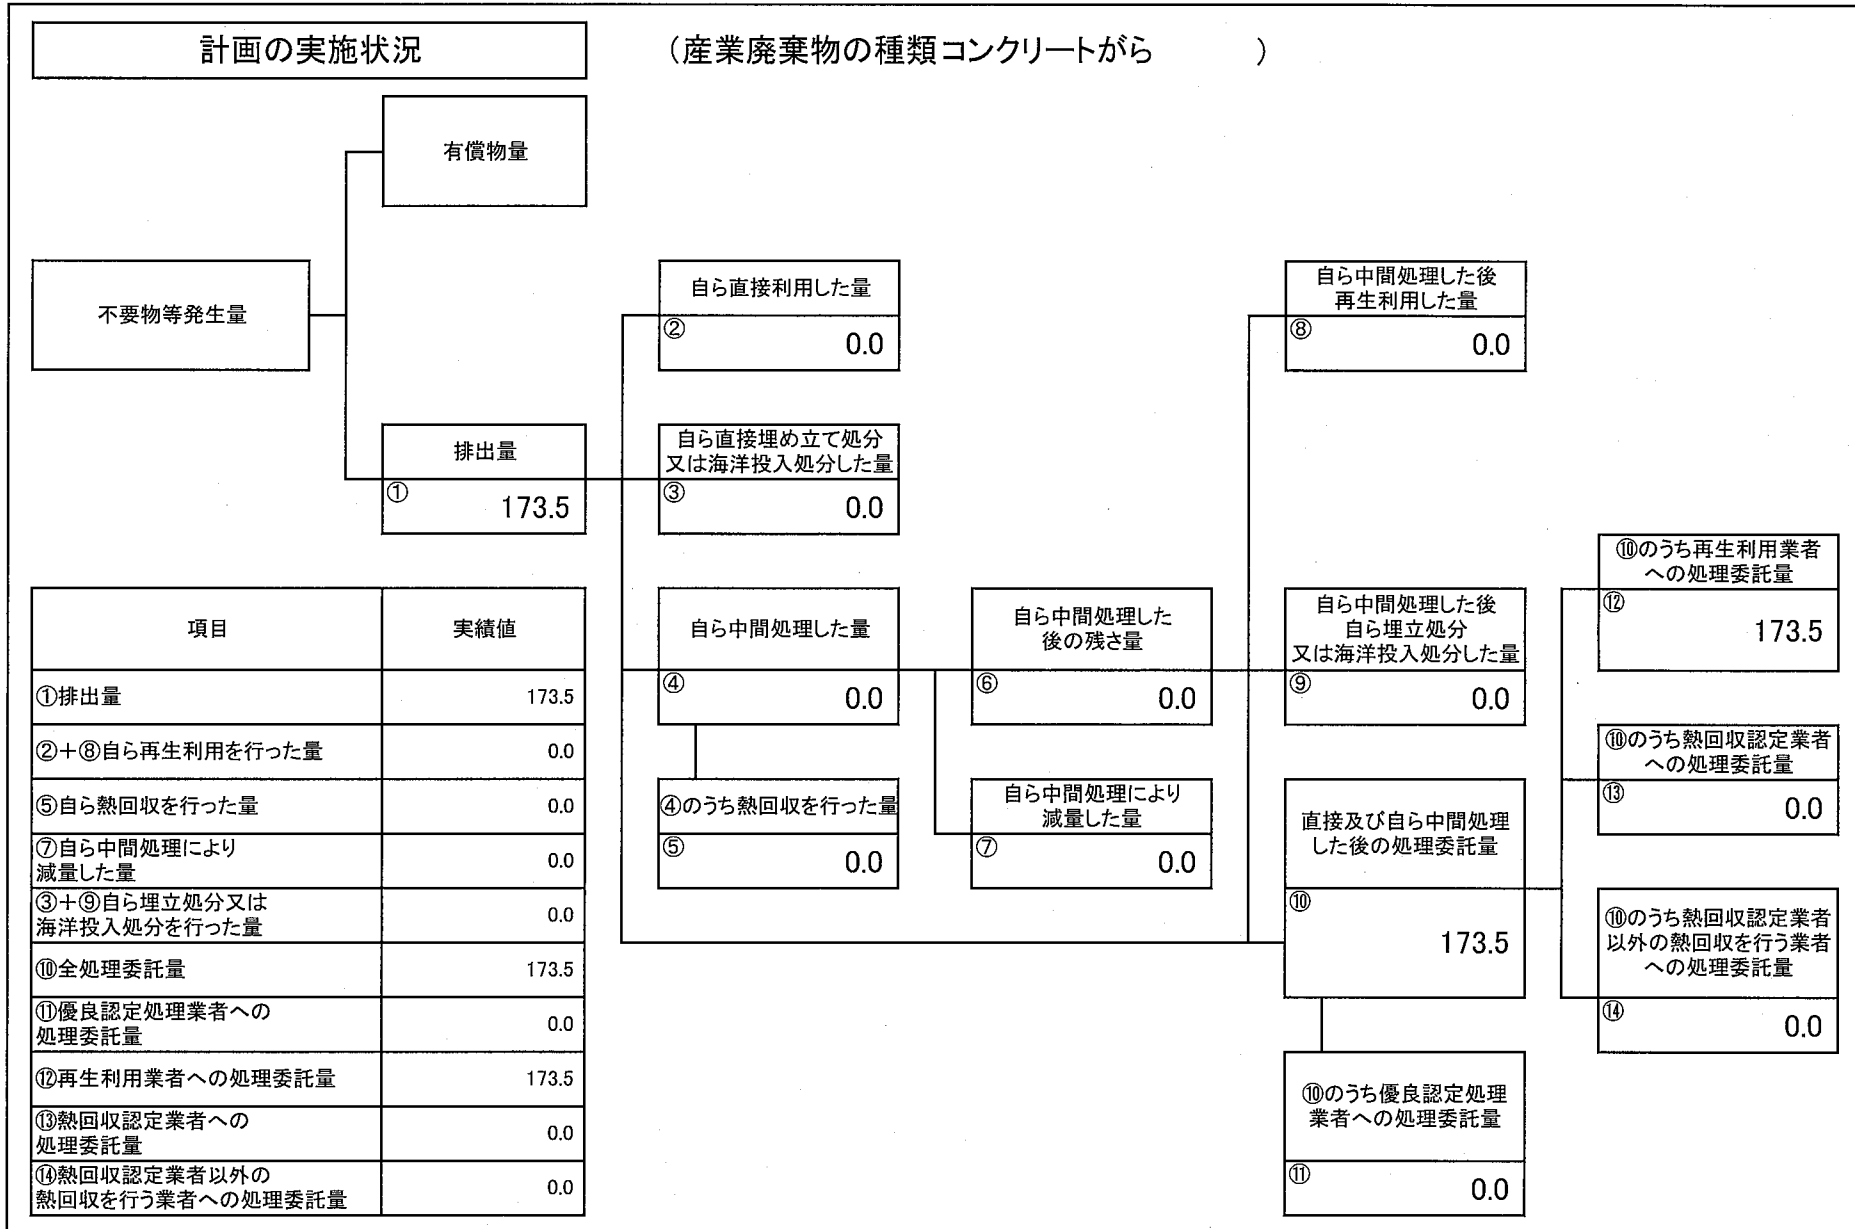 計画の実施状況
（産業廃棄物の種類コンクリートがら　　　）
有償物量
不要物等発生量
排出量
①
173.5
自ら直接利用した量
②
0.0
自ら直接埋め立て処分
又は海洋投入処分した量
③
0.0
自ら中間処理した量
④
0.0
④のうち熱回収を行った量
⑤
0.0
自ら中間処理した
後の残さ量
⑥
0.0
自ら中間処理により
減量した量
⑦
0.0
自ら中間処理した後
再生利用した量
⑧
0.0
自ら中間処理した後
自ら埋立処分
又は海洋投入処分した量
⑨
0.0
直接及び自ら中間処理
した後の処理委託量
⑩
173.5
⑩のうち優良認定処理
業者への処理委託量
⑪
0.0
⑩のうち再生利用業者
への処理委託量
⑫
173.5
⑩のうち熱回収認定業者
への処理委託量
⑬
0.0
⑩のうち熱回収認定業者
以外の熱回収を行う業者
への処理委託量
⑭
0.0
項目 実績値
①排出量 173.5
②＋⑧自ら再生利用を行った量 0.0
⑤自ら熱回収を行った量 0.0
⑦自ら中間処理により
減量した量 0.0
③＋⑨自ら埋立処分又は
海洋投入処分を行った量 0.0
⑩全処理委託量 173.5
⑪優良認定処理業者への
処理委託量 0.0
⑫再生利用業者への処理委託量 173.5
⑬熱回収認定業者への
処理委託量 0.0
⑭熱回収認定業者以外の
熱回収を行う業者への処理委託量 0.0